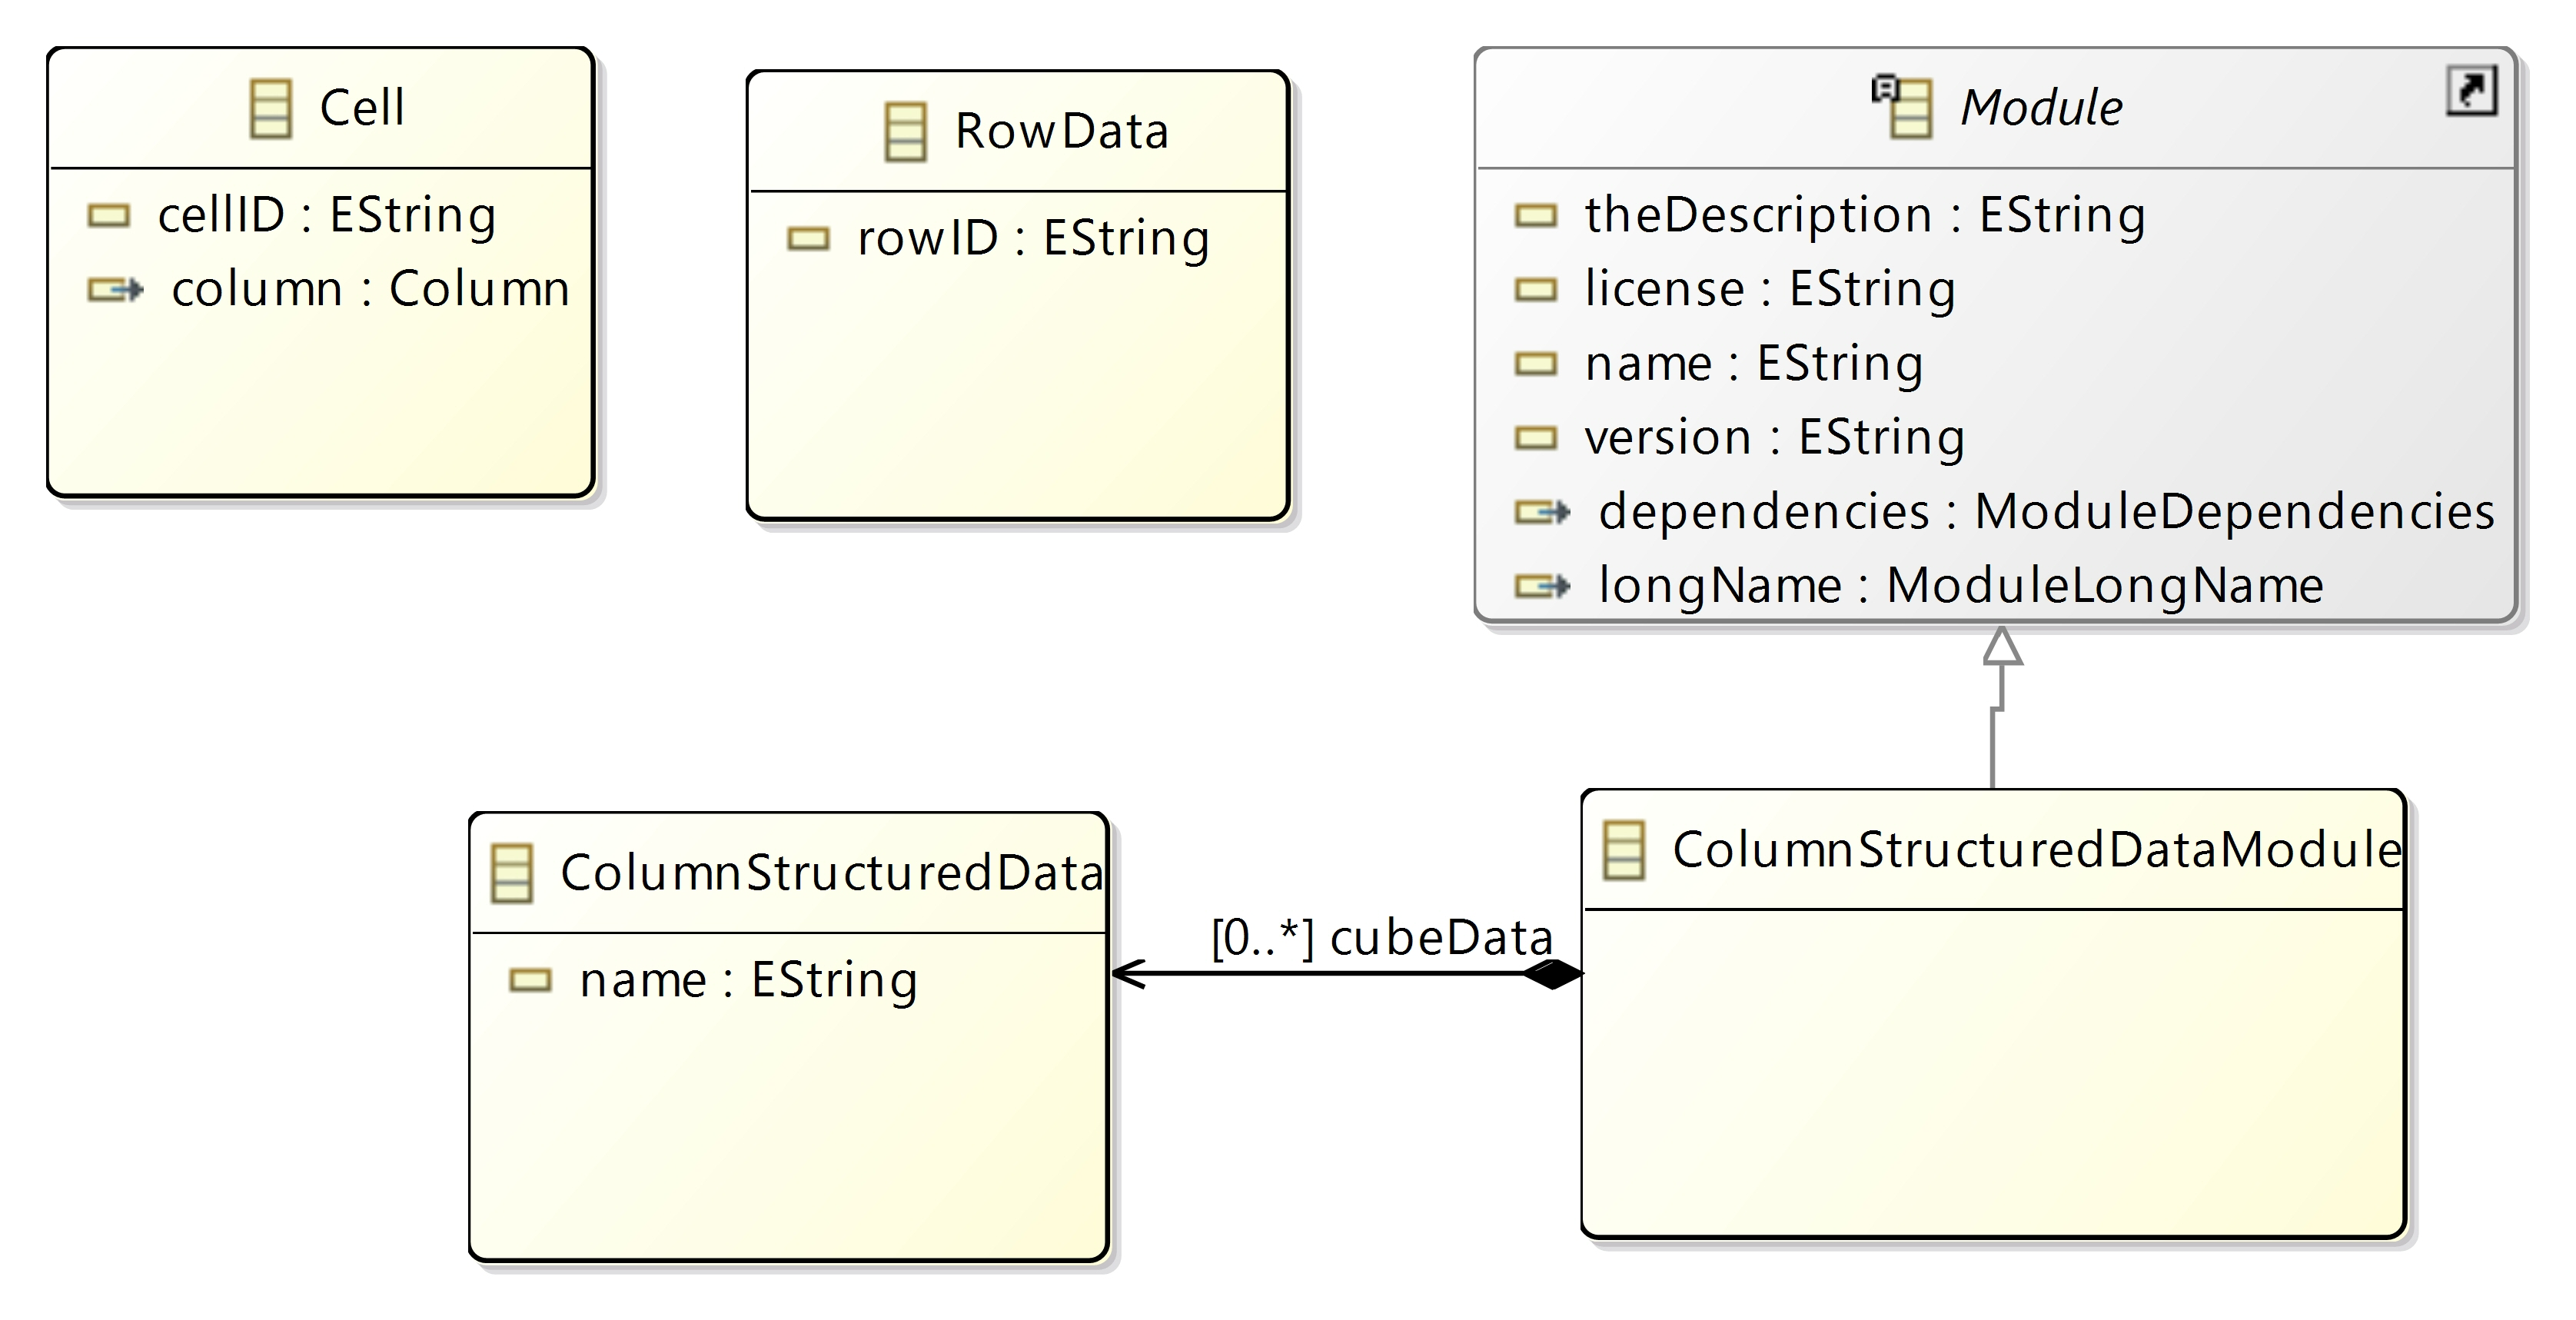 Cell
cellID : EString
column : Column
RowData
rowID : EString
Module
theDescription : EString
license : EString
name : EString
version : EString
dependencies : ModuleDependencies
longName : ModuleLongName
ColumnStructuredData
name : EString
[0..*] cubeData
ColumnStructuredDataModule